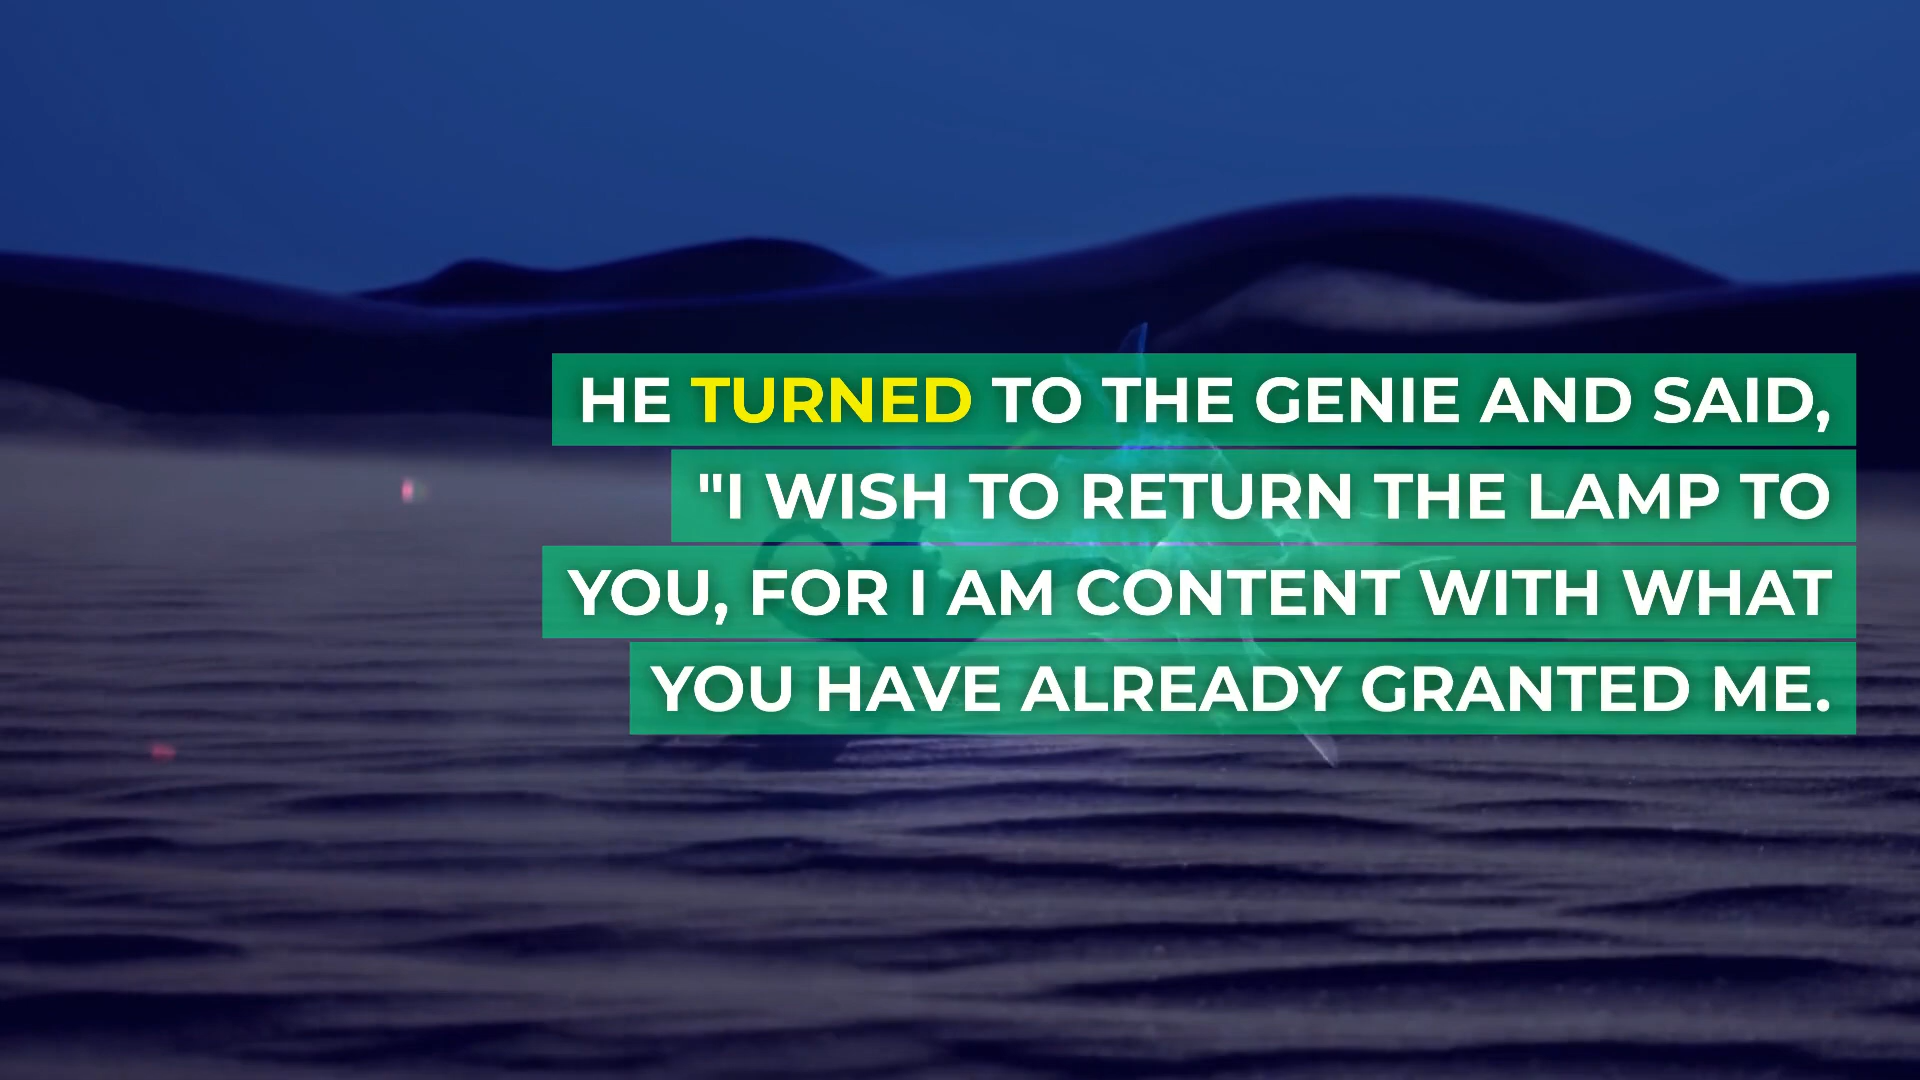 HE TURNED TO THE GENIE AND SAID,
"I WISH TO RETURN THE LAMP TO
YOU, FOR I AM CONTENT WITH WHAT
YOU HAVE ALREADY GRANTED ME.